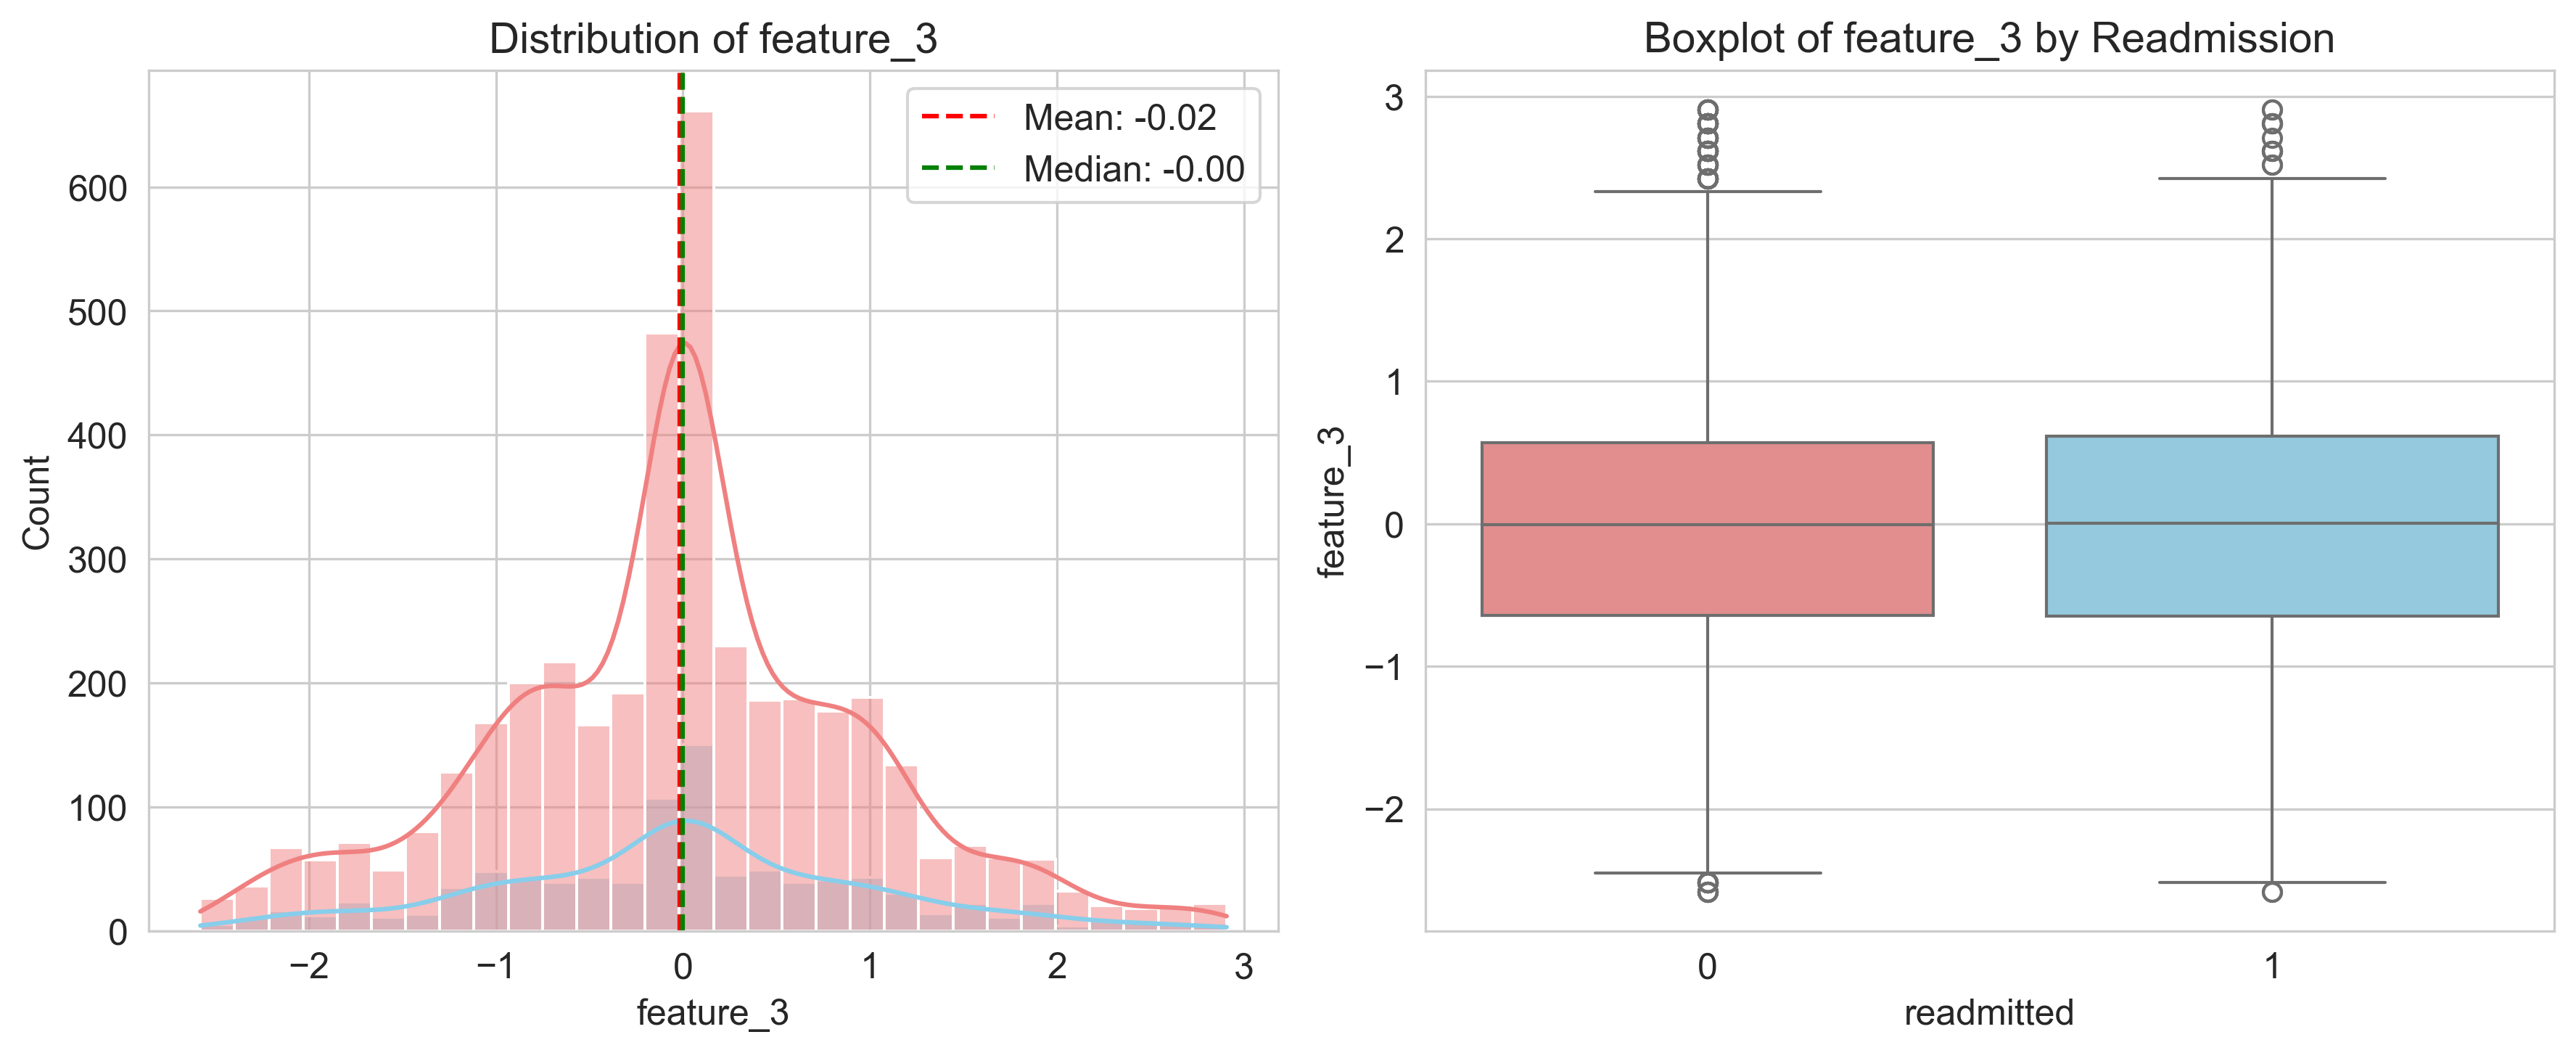 Distribution of feature_3
Mean: -0.02
Median: -0.00
Count
600
500
400
300
200
100
0
−2
−1
0
1
2
3
feature_3
Boxplot of feature_3 by Readmission
feature_3
3
2
1
0
−1
−2
0
1
readmitted